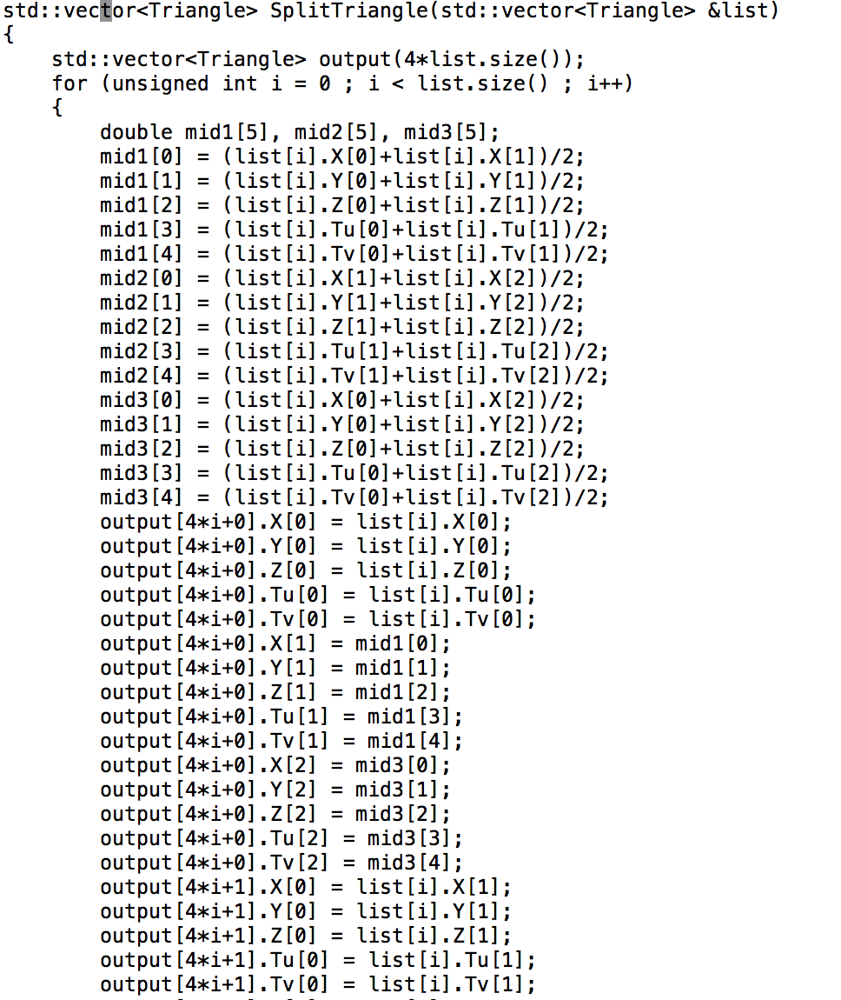 std::vector<Triangle> SplitTriangle(std::vector<Triangle> &list)
{
    std::vector<Triangle> output(4*list.size());
    for (unsigned int i = 0 ; i < list.size() ; i++)
    {
        double mid1[5], mid2[5], mid3[5];
        mid1[0] = (list[i].X[0]+list[i].X[1])/2;
        mid1[1] = (list[i].Y[0]+list[i].Y[1])/2;
        mid1[2] = (list[i].Z[0]+list[i].Z[1])/2;
        mid1[3] = (list[i].Tu[0]+list[i].Tu[1])/2;
        mid1[4] = (list[i].Tv[0]+list[i].Tv[1])/2;
        mid2[0] = (list[i].X[1]+list[i].X[2])/2;
        mid2[1] = (list[i].Y[1]+list[i].Y[2])/2;
        mid2[2] = (list[i].Z[1]+list[i].Z[2])/2;
        mid2[3] = (list[i].Tu[1]+list[i].Tu[2])/2;
        mid2[4] = (list[i].Tv[1]+list[i].Tv[2])/2;
        mid3[0] = (list[i].X[0]+list[i].X[2])/2;
        mid3[1] = (list[i].Y[0]+list[i].Y[2])/2;
        mid3[2] = (list[i].Z[0]+list[i].Z[2])/2;
        mid3[3] = (list[i].Tu[0]+list[i].Tu[2])/2;
        mid3[4] = (list[i].Tv[0]+list[i].Tv[2])/2;
        output[4*i+0].X[0] = list[i].X[0];
        output[4*i+0].Y[0] = list[i].Y[0];
        output[4*i+0].Z[0] = list[i].Z[0];
        output[4*i+0].Tu[0] = list[i].Tu[0];
        output[4*i+0].Tv[0] = list[i].Tv[0];
        output[4*i+0].X[1] = mid1[0];
        output[4*i+0].Y[1] = mid1[1];
        output[4*i+0].Z[1] = mid1[2];
        output[4*i+0].Tu[1] = mid1[3];
        output[4*i+0].Tv[1] = mid1[4];
        output[4*i+0].X[2] = mid3[0];
        output[4*i+0].Y[2] = mid3[1];
        output[4*i+0].Z[2] = mid3[2];
        output[4*i+0].Tu[2] = mid3[3];
        output[4*i+0].Tv[2] = mid3[4];
        output[4*i+1].X[0] = list[i].X[1];
        output[4*i+1].Y[0] = list[i].Y[1];
        output[4*i+1].Z[0] = list[i].Z[1];
        output[4*i+1].Tu[0] = list[i].Tu[1];
        output[4*i+1].Tv[0] = list[i].Tv[1];